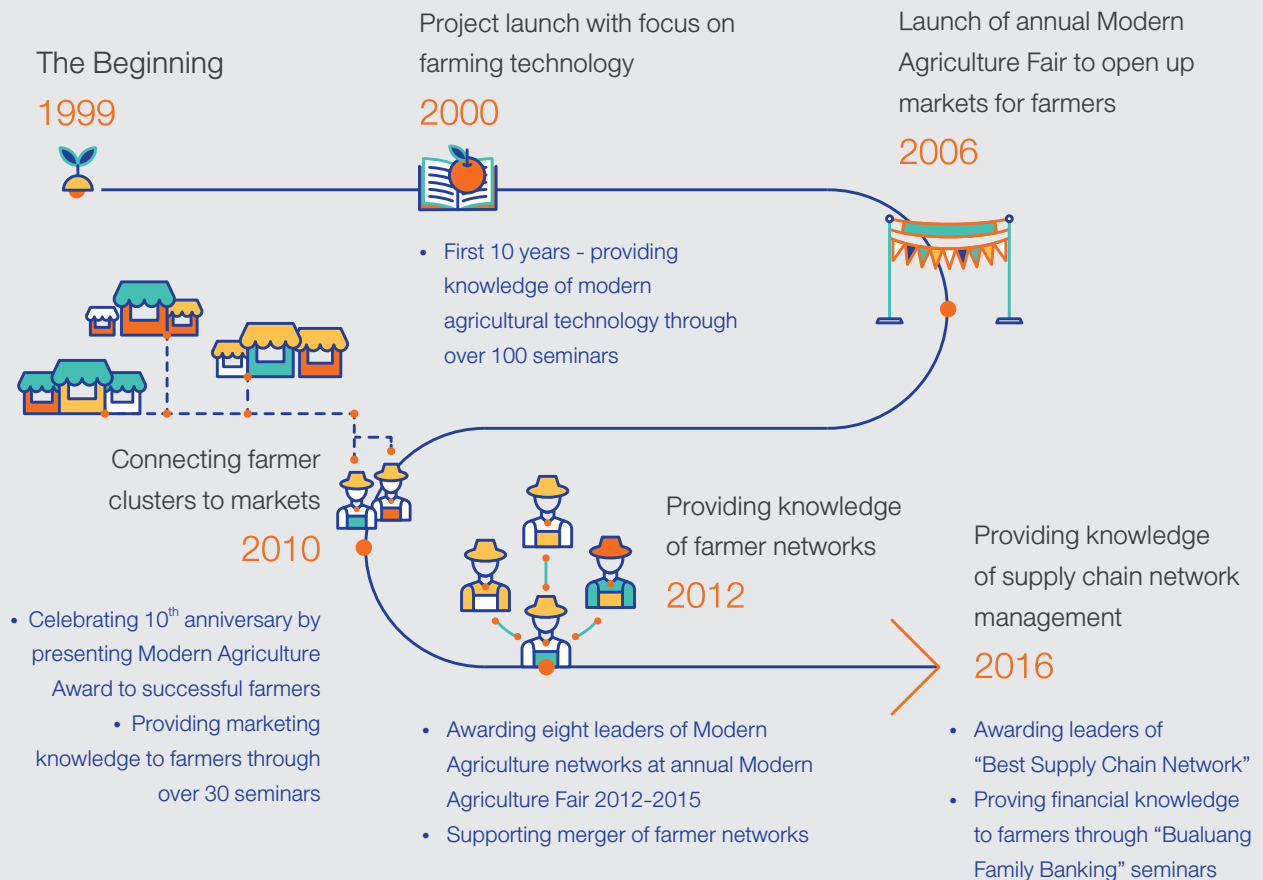 The Beginning
1999
Project launch with focus on
farming technology
2000
• First 10 years - providing
knowledge of modern
agricultural technology through
over 100 seminars
Launch of annual Modern
Agriculture Fair to open up
markets for farmers
2006
Connecting farmer
clusters to markets
2010
• Celebrating 10th anniversary by
presenting Modern Agriculture
Award to successful farmers
• Providing marketing
knowledge to farmers through
over 30 seminars
Providing knowledge
of farmer networks
2012
• Awarding eight leaders of Modern
Agriculture networks at annual Modern
Agriculture Fair 2012-2015
• Supporting merger of farmer networks
Providing knowledge
of supply chain network
management
2016
• Awarding leaders of
“Best Supply Chain Network”
• Proving financial knowledge
to farmers through “Bualuang
Family Banking” seminars